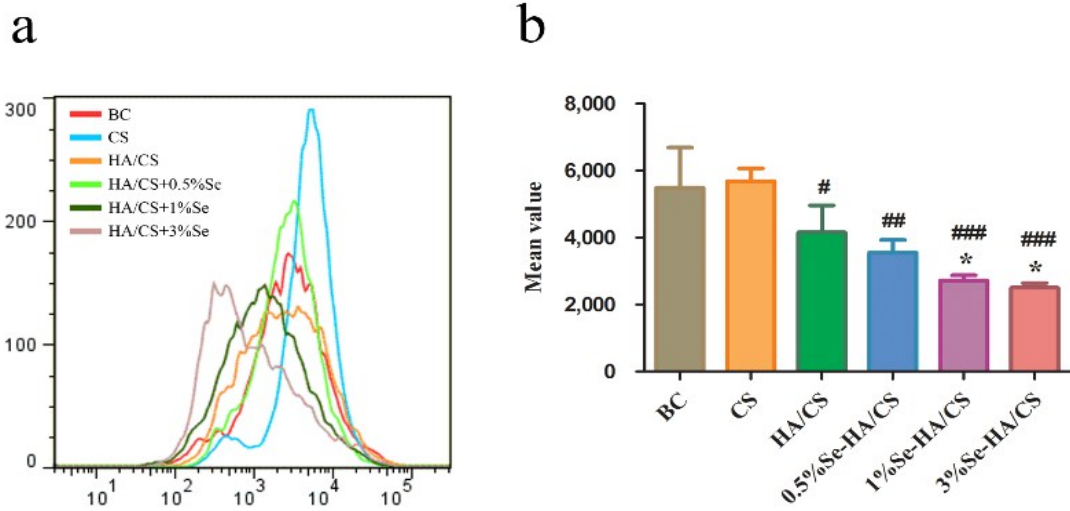 a
300
200
100
0
BC
CS
HA/CS
HA/CS+0.5%Se
HA/CS+1%Se
HA/CS+3%Se
10^1
10^2
10^3
10^4
10^5
b
Mean value
8,000
6,000
4,000
2,000
0
#
##
###
*
###
*
BC
CS
HA/CS
0.5%Se-HA/CS
1%Se-HA/CS
3%Se-HA/CS